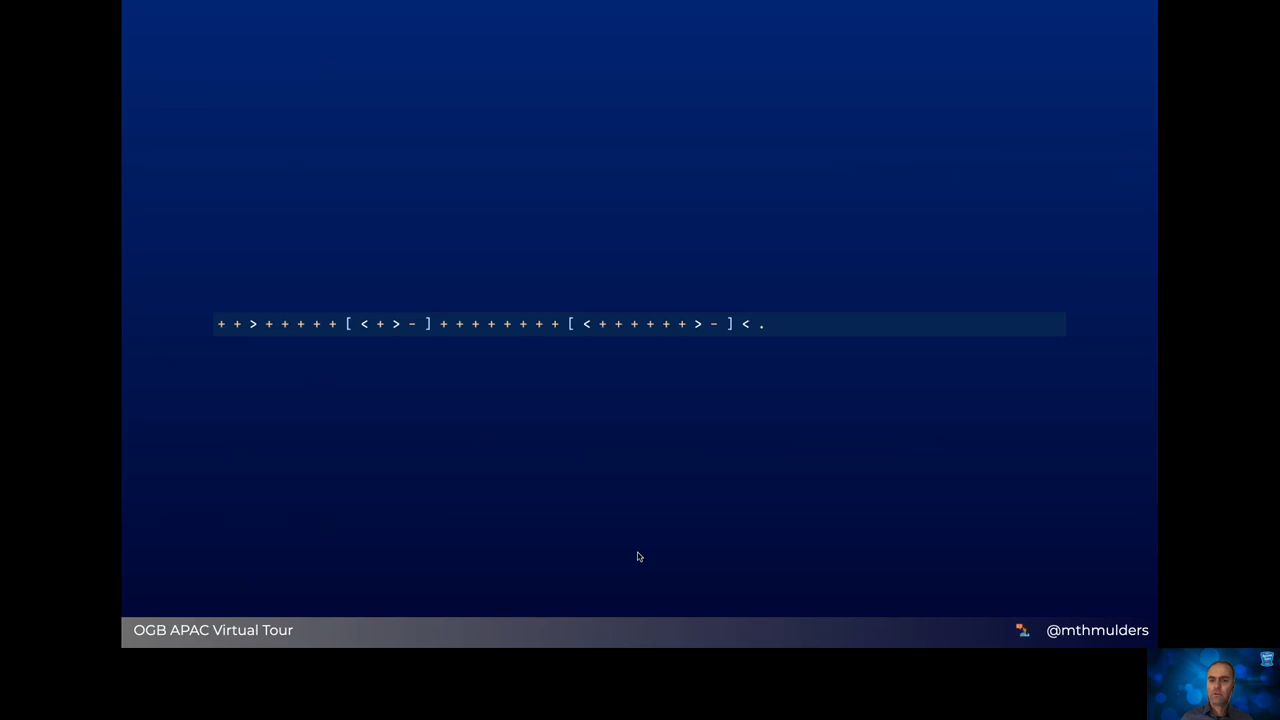 + + > + + + + + [ < + > - ] + + + + + + + + [ < + + + + + + > - ] < .
OGB APAC Virtual Tour
@mthmulders